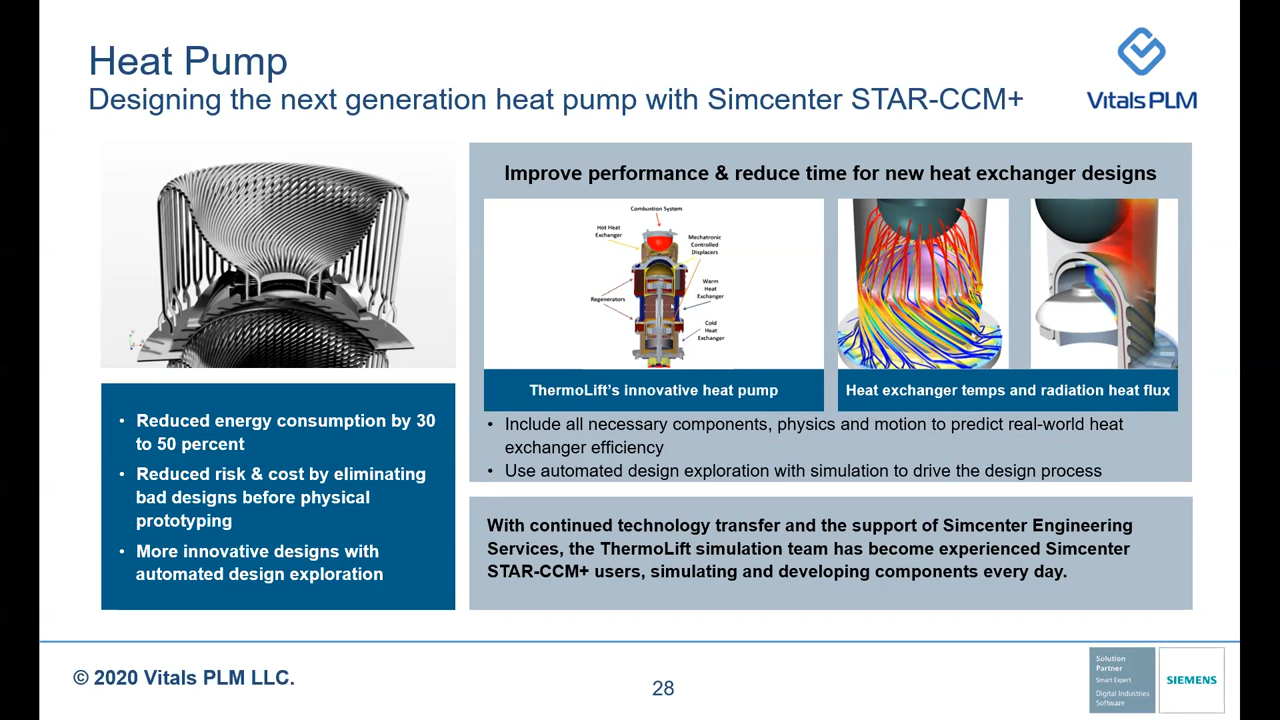 Heat Pump
Designing the next generation heat pump with Simcenter STAR-CCM+
VitalsPLM
Improve performance & reduce time for new heat exchanger designs
Combustion System
Hot Heat
Exchanger
Mechatronic
Controlled
Displacers
Warm
Heat
Exchanger
Regenerators
Cold
Heat
Exchanger
ThermoLift's innovative heat pump
Heat exchanger temps and radiation heat flux
• Include all necessary components, physics and motion to predict real-world heat
exchanger efficiency
• Use automated design exploration with simulation to drive the design process
• Reduced energy consumption by 30
to 50 percent
• Reduced risk & cost by eliminating
bad designs before physical
prototyping
• More innovative designs with
automated design exploration
With continued technology transfer and the support of Simcenter Engineering
Services, the ThermoLift simulation team has become experienced Simcenter
STAR-CCM+ users, simulating and developing components every day.
© 2020 Vitals PLM LLC.
28
Solution
Partner
Smart Expert
Digital Industries
Software
SIEMENS